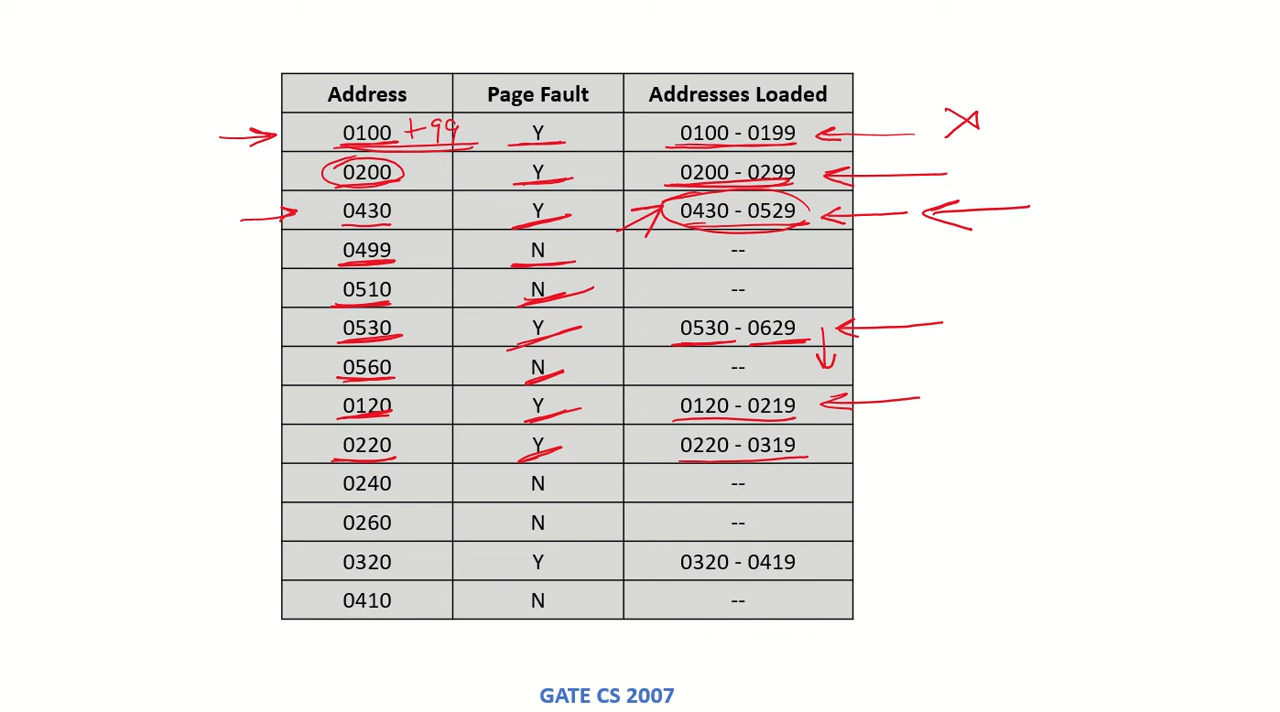 Address Page Fault Addresses Loaded
0100 +99 Y 0100 - 0199
0200 Y 0200 - 0299
0430 Y 0430 - 0529
0499 N --
0510 N --
0530 Y 0530 - 0629
0560 N --
0120 Y 0120 - 0219
0220 Y 0220 - 0319
0240 N --
0260 N --
0320 Y 0320 - 0419
0410 N --
GATE CS 2007